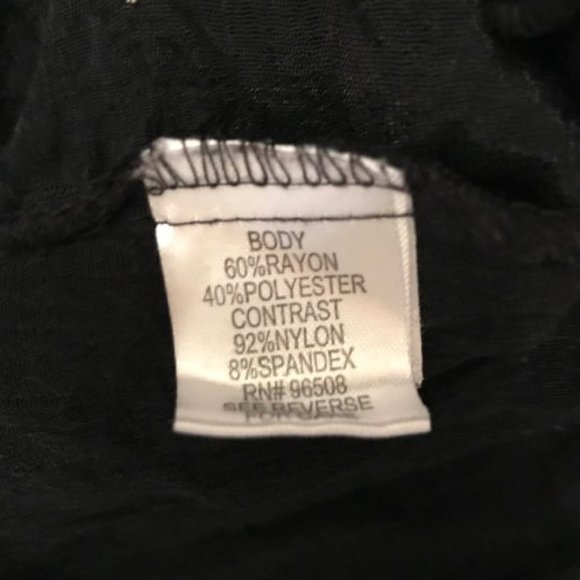 BODY
60%RAYON
40%POLYESTER
CONTRAST
92%NYLON
8%SPANDEX
RN# 96508
SEE REVERSE